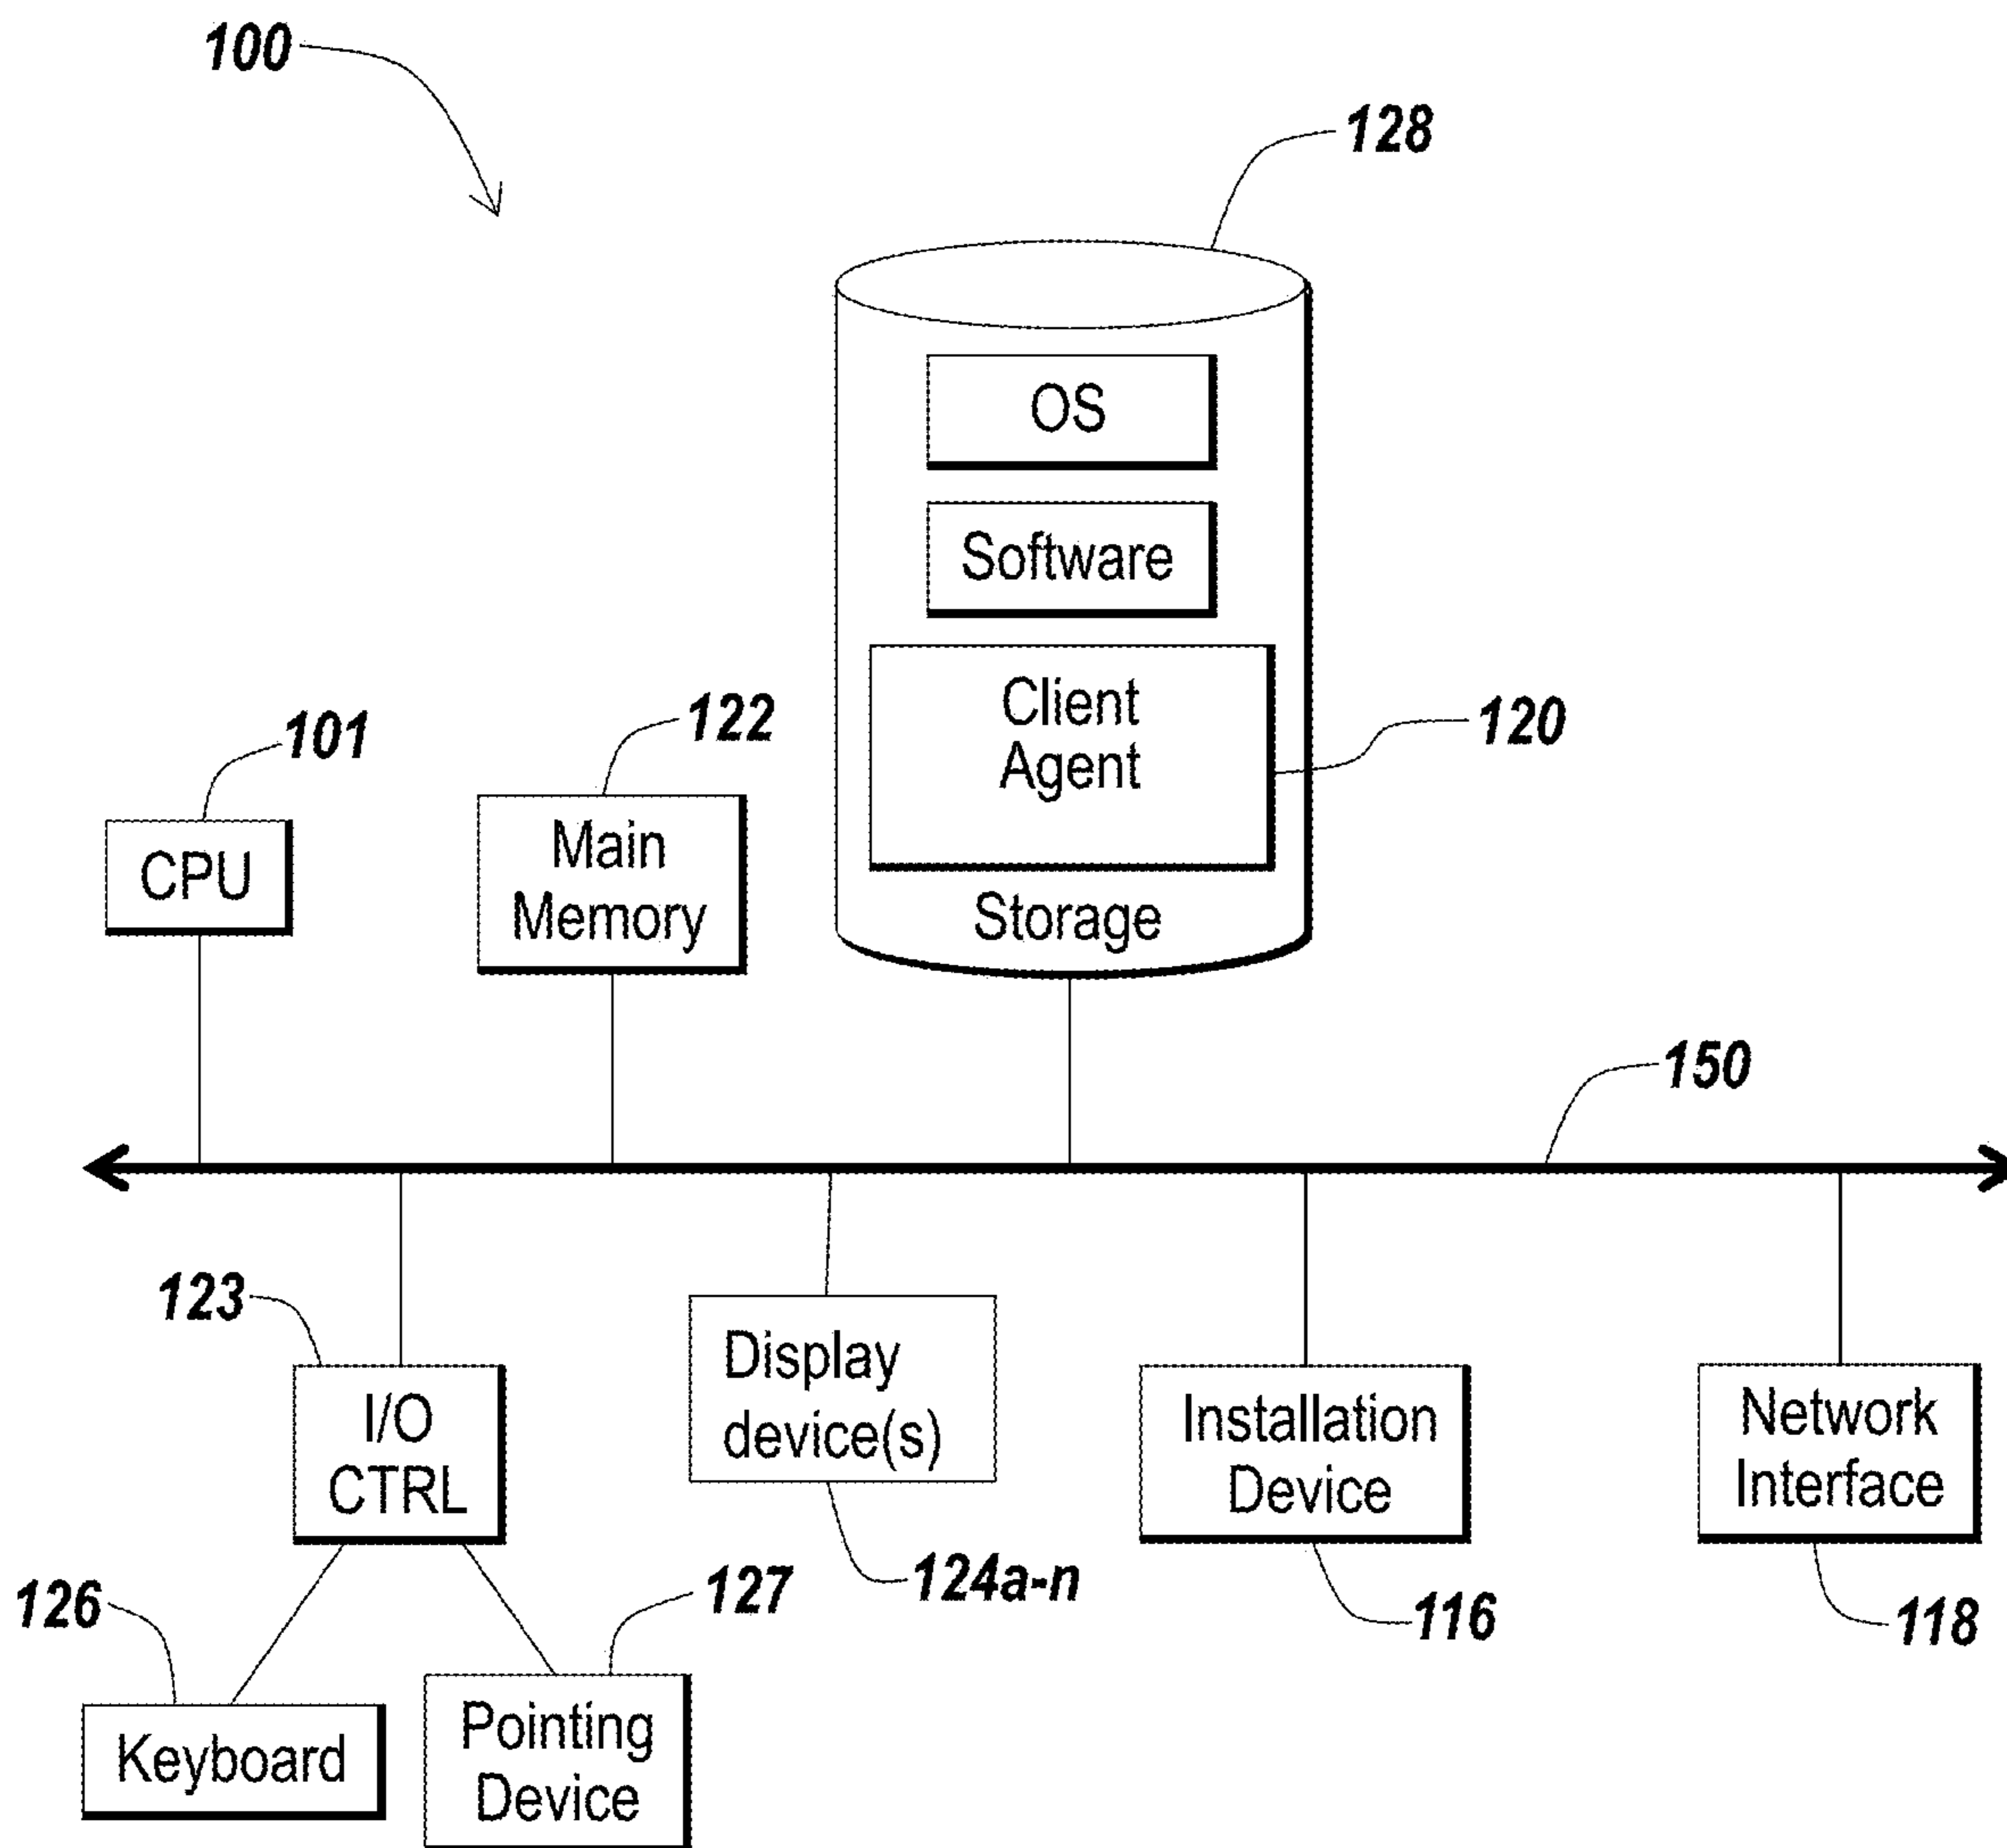 100
128
OS
Software
Client
Agent
120
Storage
101
CPU
122
Main
Memory
150
123
I/O
CTRL
Display
device(s)
124a-n
Installation
Device
116
Network
Interface
118
126
Keyboard
127
Pointing
Device